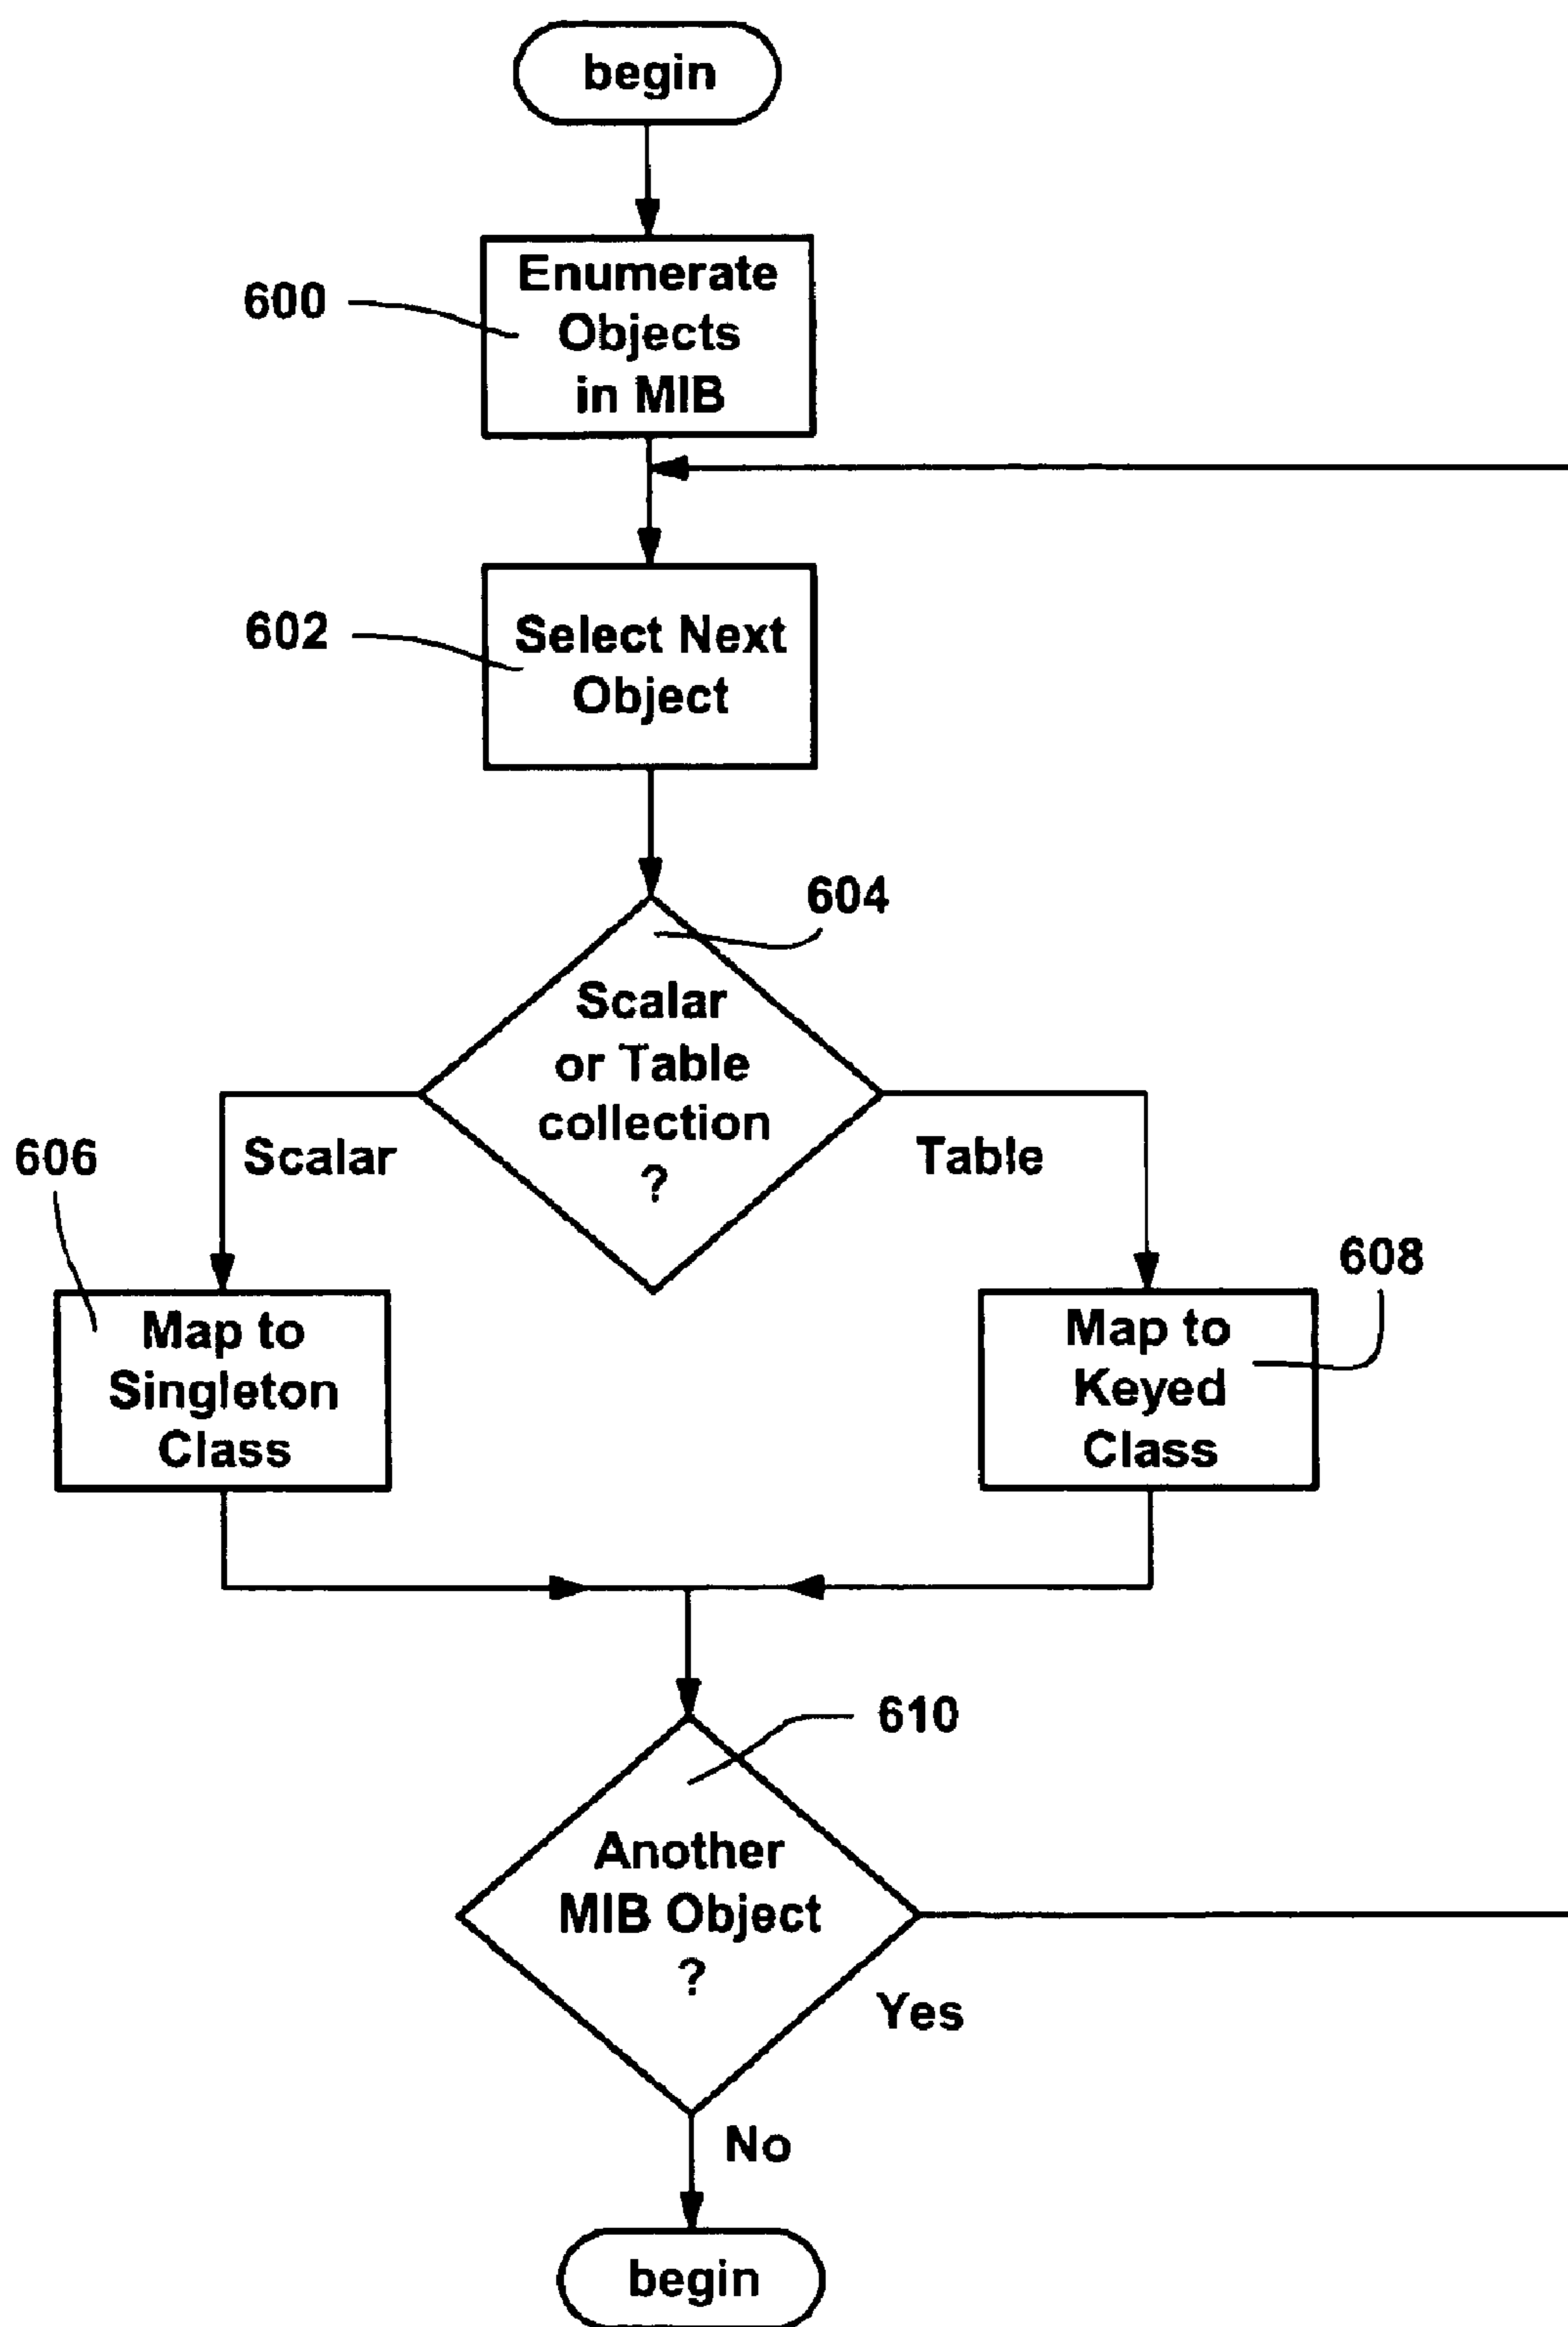 begin
Enumerate
Objects
in MIB
600
Select Next
Object
602
604
Scalar
or Table
collection
?
Scalar
Table
606
608
Map to
Singleton
Class
Map to
Keyed
Class
610
Another
MIB Object
?
Yes
No
begin